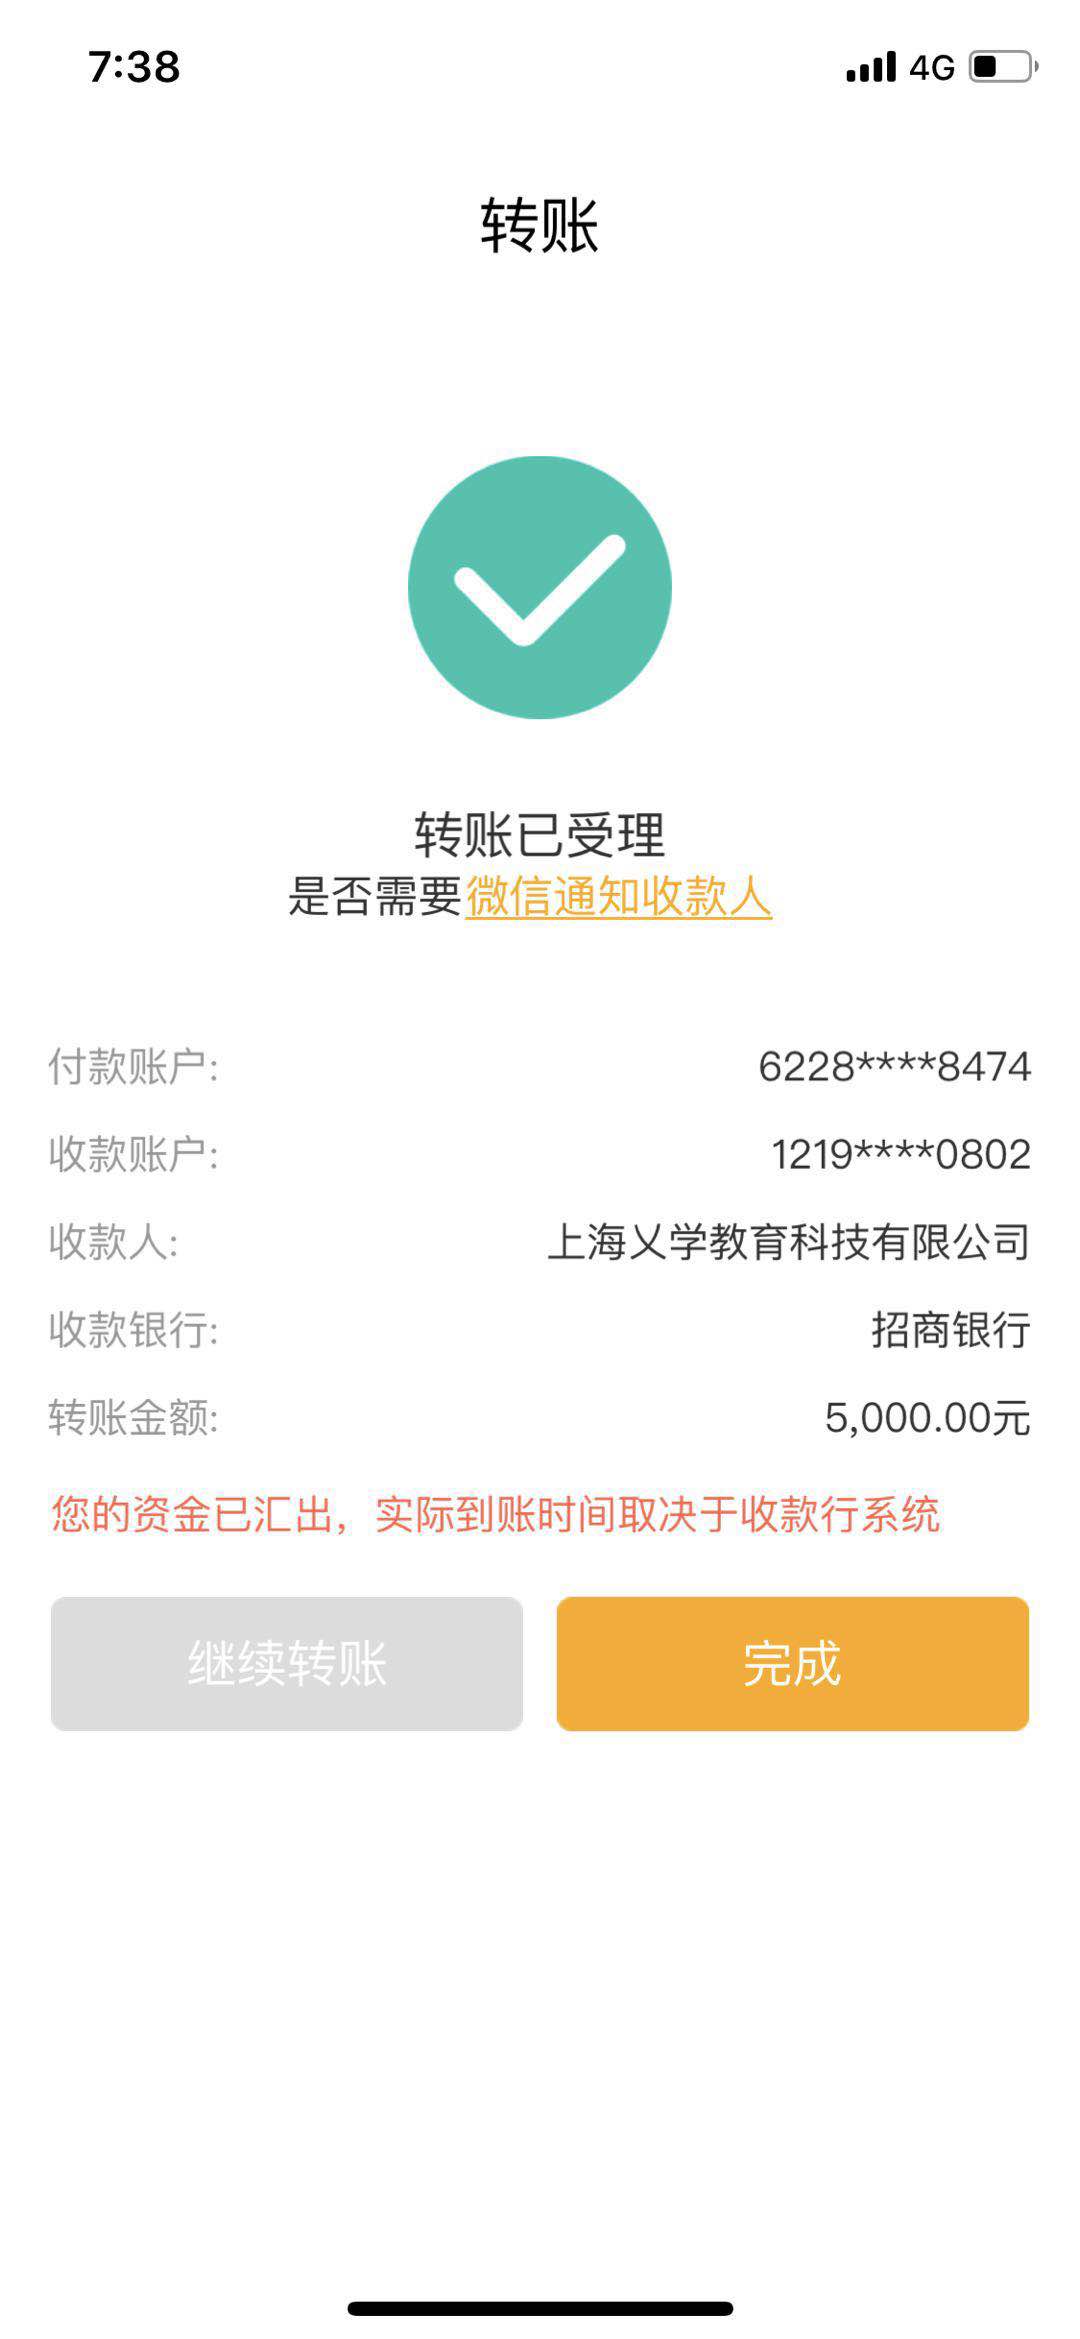 7:38 4G
转账
转账已受理
是否需要微信通知收款人
付款账户: 6228****8474
收款账户: 1219****0802
收款人: 上海乂学教育科技有限公司
收款银行: 招商银行
转账金额: 5,000.00元
您的资金已汇出，实际到账时间取决于收款行系统
继续转账 完成